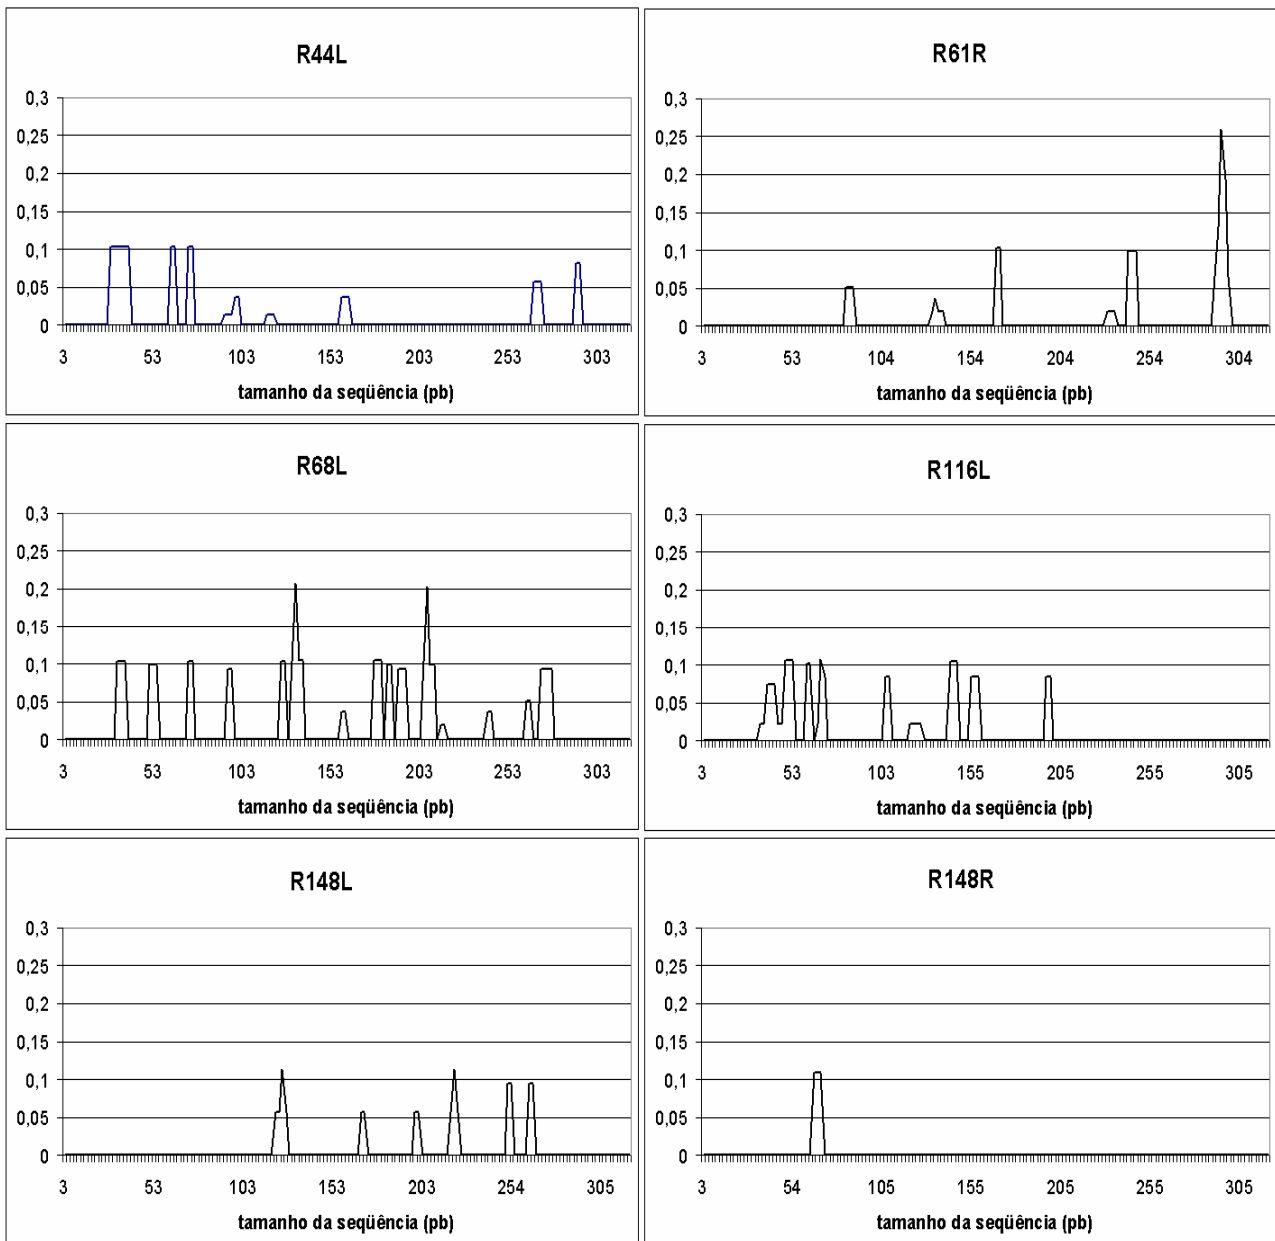 R44L
0,3
0,25
0,2
0,15
0,1
0,05
0
3 53 103 153 203 253 303
tamanho da seqüência (pb)
R61R
0,3
0,25
0,2
0,15
0,1
0,05
0
3 53 104 154 204 254 304
tamanho da seqüência (pb)
R68L
0,3
0,25
0,2
0,15
0,1
0,05
0
3 53 103 153 203 253 303
tamanho da seqüência (pb)
R116L
0,3
0,25
0,2
0,15
0,1
0,05
0
3 53 103 155 205 255 305
tamanho da seqüência (pb)
R148L
0,3
0,25
0,2
0,15
0,1
0,05
0
3 53 103 153 203 254 305
tamanho da seqüência (pb)
R148R
0,3
0,25
0,2
0,15
0,1
0,05
0
3 54 105 155 205 255 305
tamanho da seqüência (pb)